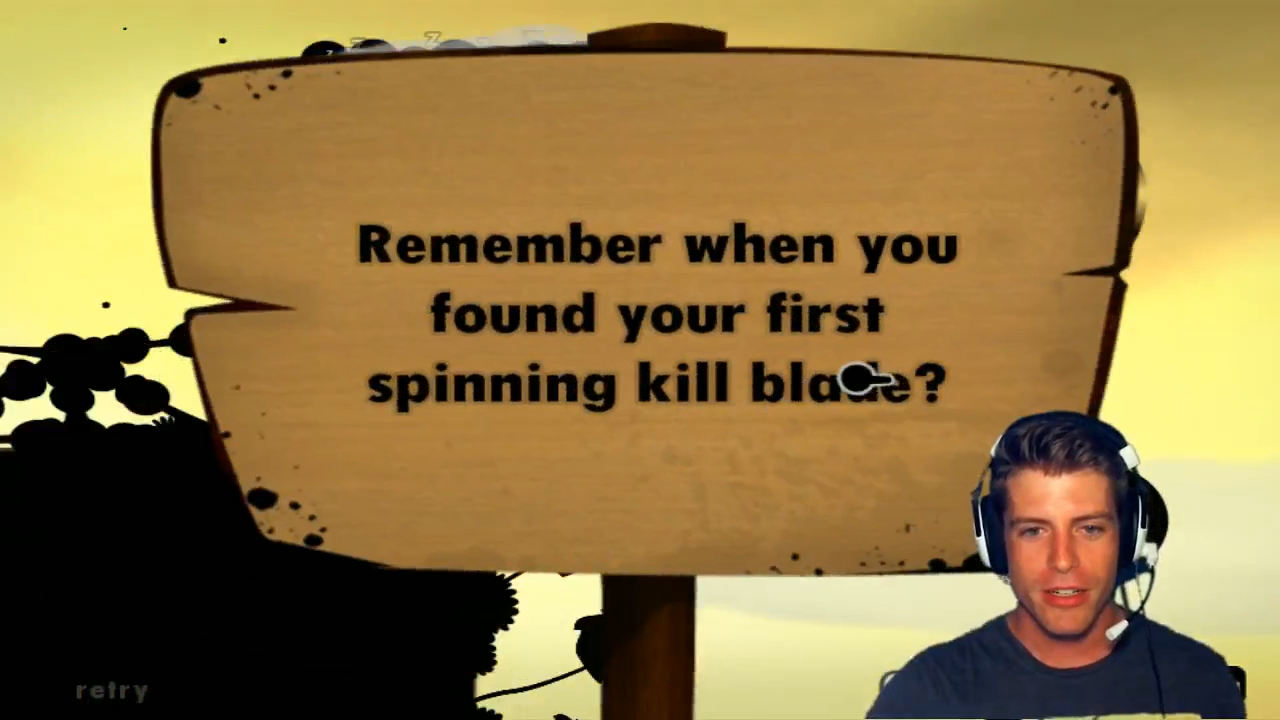 z z
Remember when you
found your first
spinning kill blade?
retry